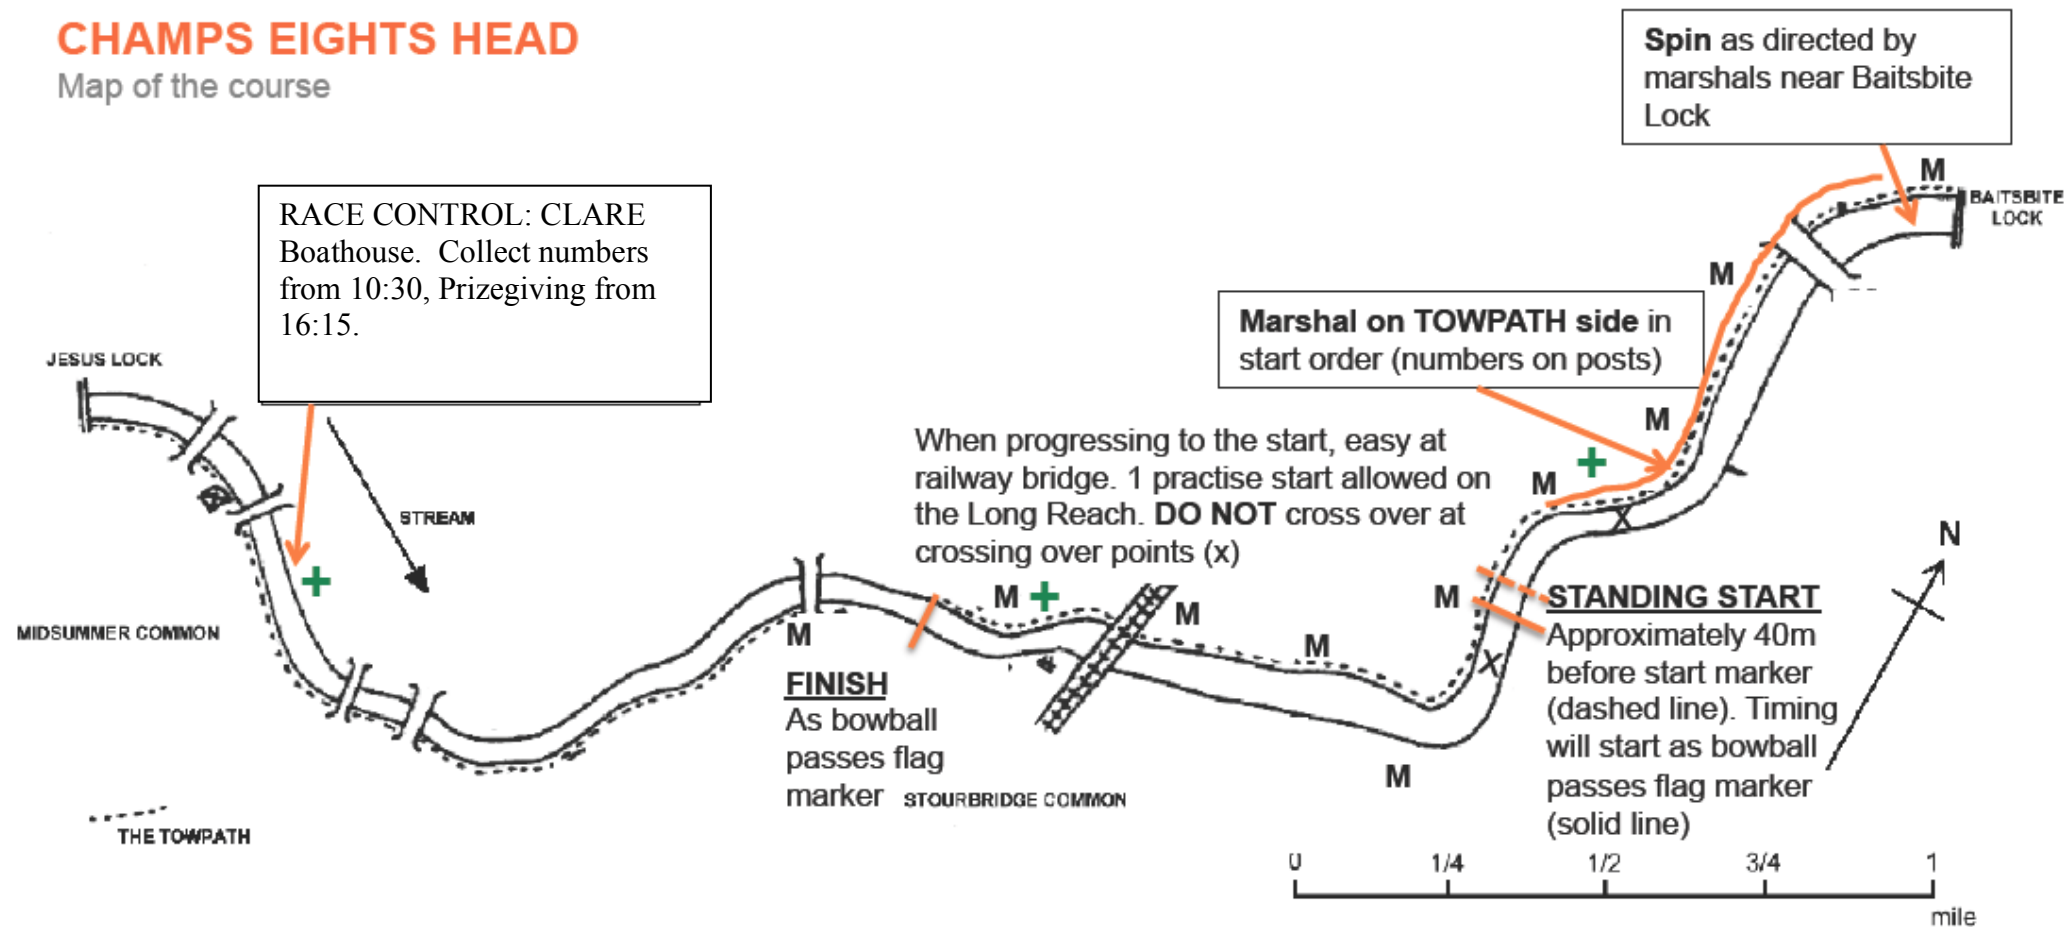 CHAMPS EIGHTS HEAD
Map of the course
Spin as directed by
marshals near Baitsbite
Lock
M
BAITSBITE
LOCK
RACE CONTROL: CLARE
Boathouse.  Collect numbers
from 10:30, Prizegiving from
16:15.
M
Marshal on TOWPATH side in
start order (numbers on posts)
JESUS LOCK
M
When progressing to the start, easy at
railway bridge. 1 practise start allowed on
the Long Reach. DO NOT cross over at
crossing over points (x)
M
X
STREAM
N
M
M
M
STANDING START
Approximately 40m
before start marker
(dashed line). Timing
will start as bowball
passes flag marker
(solid line)
MIDSUMMER COMMON
M
M
X
FINISH
As bowball
passes flag
marker
STOURBRIDGE COMMON
M
THE TOWPATH
0 1/4 1/2 3/4 1
mile